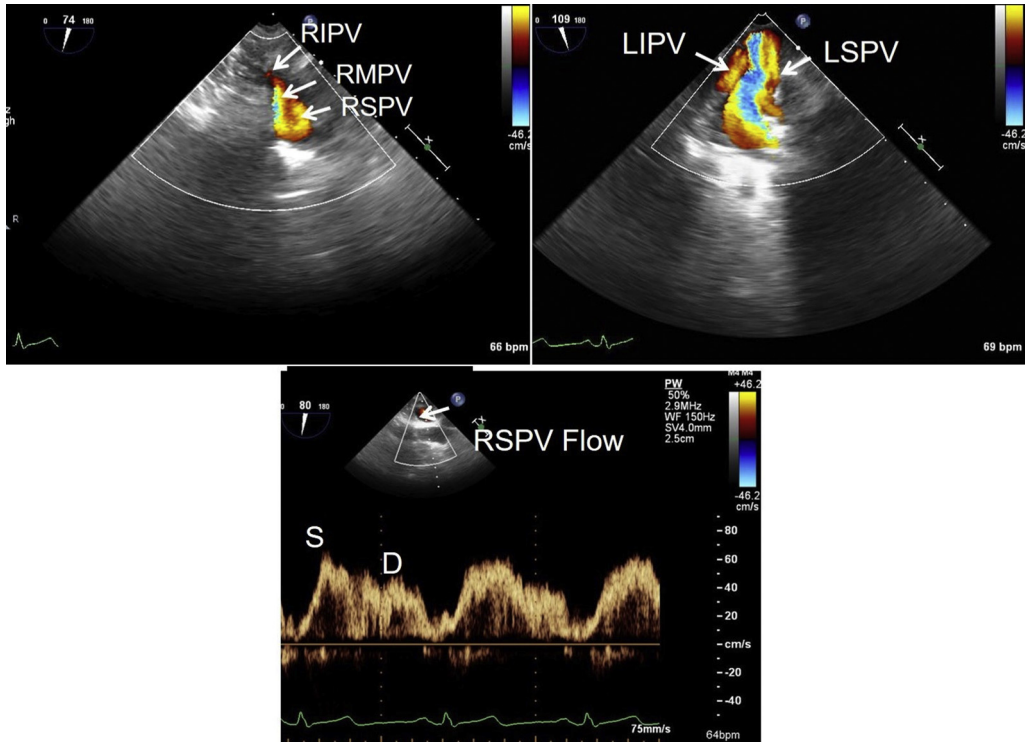 0 74 180
P
RIPV
RMPV
RSPV
X
-46.2
cm/s
R
66 bpm
0 109 180
P
LIPV
LSPV
X
-46.2
cm/s
69 bpm
0 80 180
P
X
RSPV Flow
PW
50%
2.9MHz
WF 150Hz
SV4.0mm
2.5cm
M4 M4
+46.2
-46.2
cm/s
S
D
80
60
40
20
cm/s
-20
-40
75mm/s
64bpm